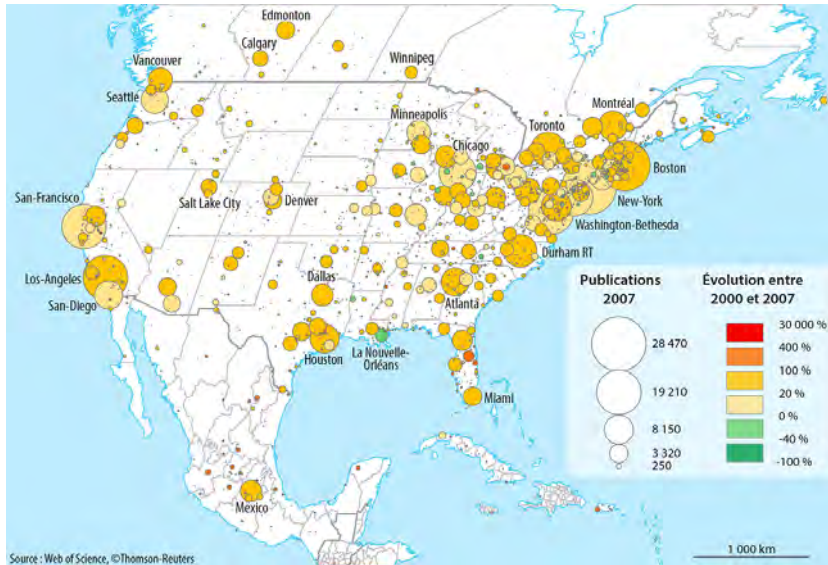 Edmonton
Calgary
Vancouver
Winnipeg
Seattle
Minneapolis
Montréal
Toronto
Chicago
Boston
San-Francisco
Salt Lake City
Denver
New-York
Washington-Bethesda
Durham RT
Los-Angeles
Dallas
San-Diego
Atlanta
Houston
La Nouvelle-
Orléans
Miami
Mexico
Publications
2007
28 470
19 210
8 150
3 320
250
Évolution entre
2000 et 2007
30 000 %
400 %
100 %
20 %
0 %
-40 %
-100 %
Source : Web of Science, ©Thomson-Reuters
1 000 km